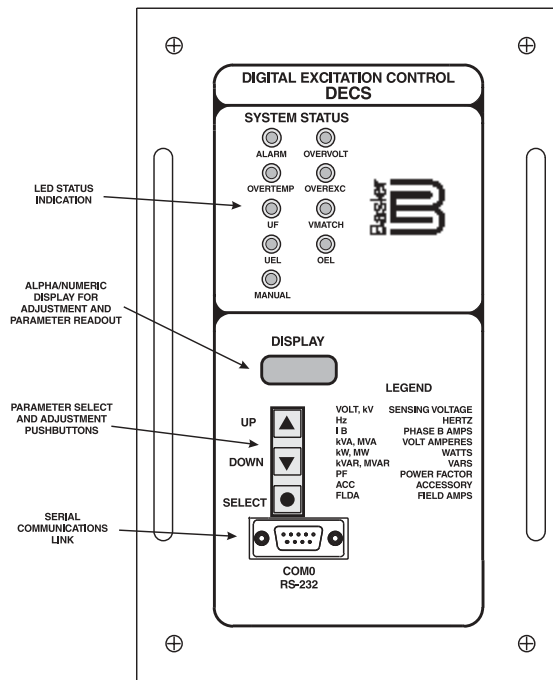 DIGITAL EXCITATION CONTROL
DECS
SYSTEM STATUS
ALARM OVERVOLT
OVERTEMP OVEREXC
UF VMATCH
UEL OEL
MANUAL
Basler
LED STATUS
INDICATION
ALPHA/NUMERIC
DISPLAY FOR
ADJUSTMENT AND
PARAMETER READOUT
DISPLAY
LEGEND
PARAMETER SELECT
AND ADJUSTMENT
PUSHBUTTONS
UP
DOWN
SELECT
VOLT, kV SENSING VOLTAGE
Hz HERTZ
I B PHASE B AMPS
kVA, MVA VOLT AMPERES
kW, MW WATTS
kVAR, MVAR VARS
PF POWER FACTOR
ACC ACCESSORY
FLDA FIELD AMPS
SERIAL
COMMUNICATIONS
LINK
COM0
RS-232